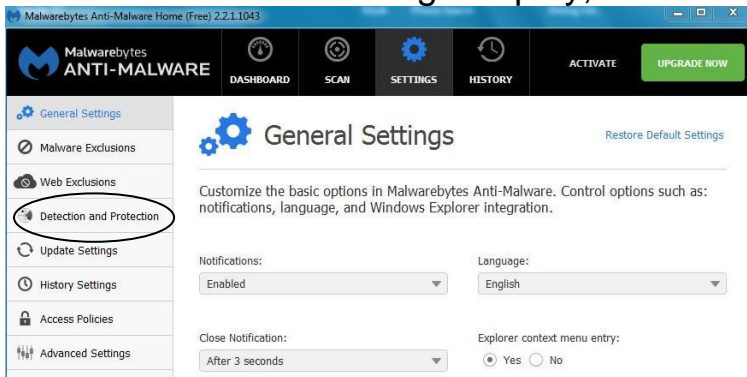 Malwarebytes Anti-Malware Home (Free) 2.2.1.1043
Malwarebytes
ANTI-MALWARE
DASHBOARD
SCAN
SETTINGS
HISTORY
ACTIVATE
UPGRADE NOW
General Settings
Malware Exclusions
Web Exclusions
Detection and Protection
Update Settings
History Settings
Access Policies
Advanced Settings
General Settings
Restore Default Settings
Customize the basic options in Malwarebytes Anti-Malware. Control options such as:
notifications, language, and Windows Explorer integration.
Notifications:
Language:
Enabled
English
Close Notification:
Explorer context menu entry:
After 3 seconds
Yes
No